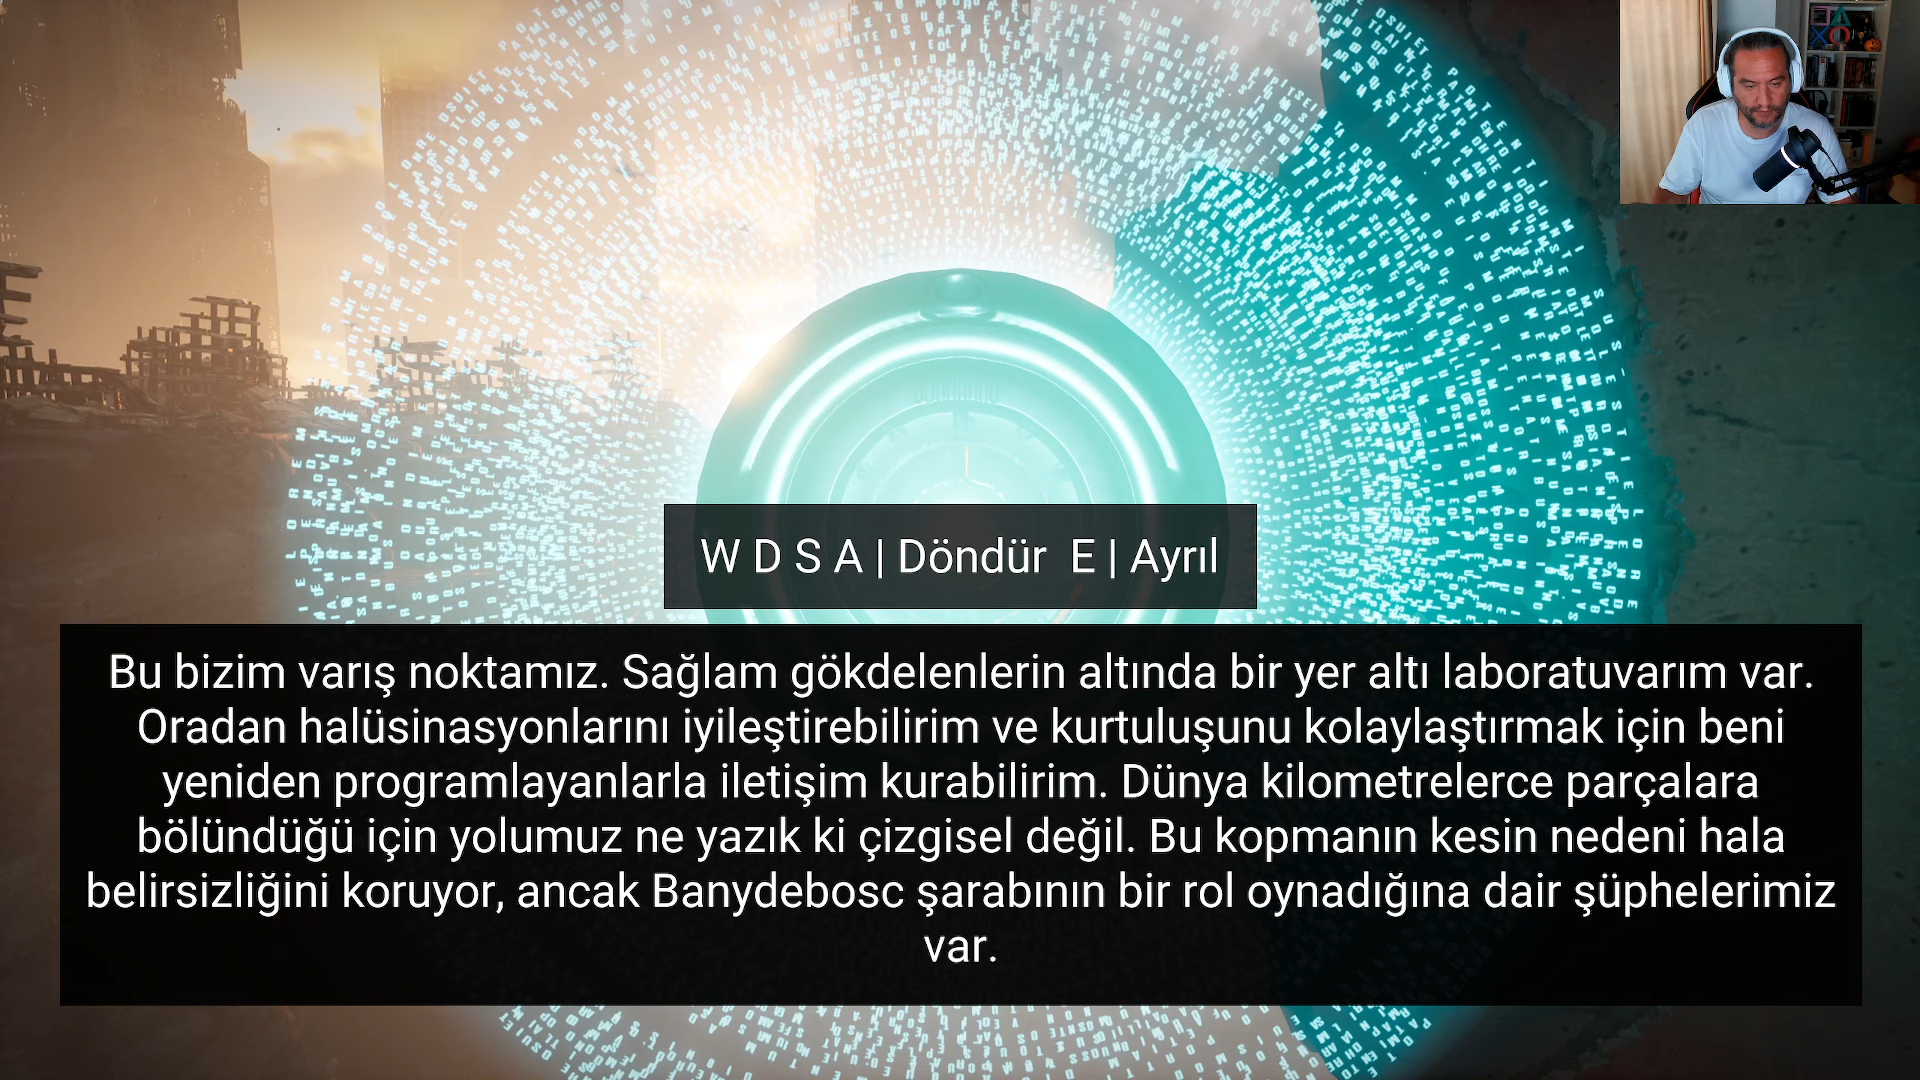 W D S A | Döndür E | Ayrıl
Bu bizim varış noktamız. Sağlam gökdelenlerin altında bir yer altı laboratuvarım var.
Oradan halüsinasyonlarını iyileştirebilirim ve kurtuluşunu kolaylaştırmak için beni
yeniden programlayanlarla iletişim kurabilirim. Dünya kilometrelerce parçalara
bölündüğü için yolumuz ne yazık ki çizgisel değil. Bu kopmanın kesin nedeni hala
belirsizliğini koruyor, ancak Banydebosc şarabının bir rol oynadığına dair şüphelerimiz
var.